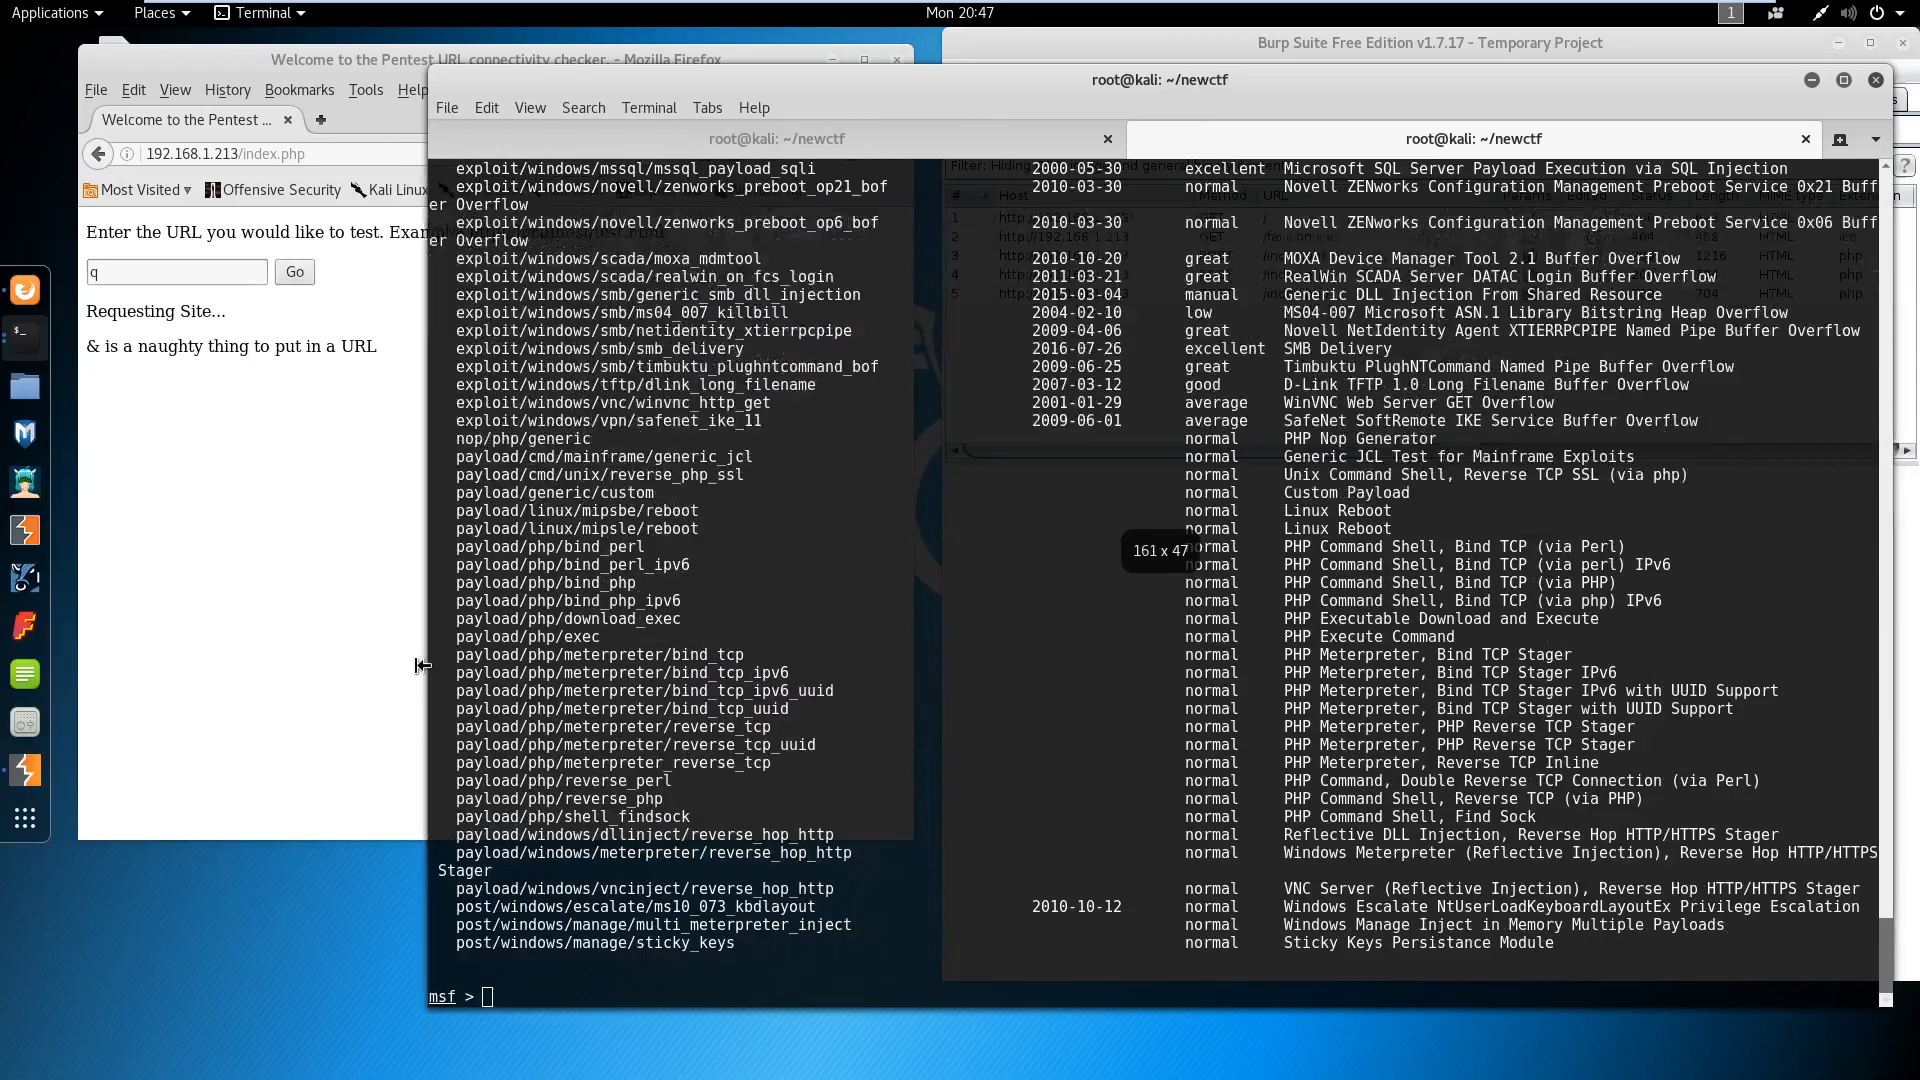 Applications ▾ Places ▾ Terminal ▾
Mon 20:47
1
Welcome to the Pentest URL connectivity checker. - Mozilla Firefox
File Edit View History Bookmarks Tools Help
Welcome to the Pentest ...
192.168.1.213/index.php
Most Visited ▾ Offensive Security Kali Linux
Enter the URL you would like to test.
q
Go
Requesting Site...
& is a naughty thing to put in a URL
Burp Suite Free Edition v1.7.17 - Temporary Project
root@kali: ~/newctf
File Edit View Search Terminal Tabs Help
root@kali: ~/newctf
root@kali: ~/newctf
exploit/windows/mssql/mssql_payload_sqli 2000-05-30 excellent Microsoft SQL Server Payload Execution via SQL Injection
exploit/windows/novell/zenworks_preboot_op21_bof 2010-03-30 normal Novell ZENworks Configuration Management Preboot Service 0x21 Buff
er Overflow
exploit/windows/novell/zenworks_preboot_op6_bof 2010-03-30 normal Novell ZENworks Configuration Management Preboot Service 0x06 Buff
er Overflow
exploit/windows/scada/moxa_mdmtool 2010-10-20 great MOXA Device Manager Tool 2.1 Buffer Overflow
exploit/windows/scada/realwin_on_fcs_login 2011-03-21 great RealWin SCADA Server DATAC Login Buffer Overflow
exploit/windows/smb/generic_smb_dll_injection 2015-03-04 manual Generic DLL Injection From Shared Resource
exploit/windows/smb/ms04_007_killbill 2004-02-10 low MS04-007 Microsoft ASN.1 Library Bitstring Heap Overflow
exploit/windows/smb/netidentity_xtierrpcpipe 2009-04-06 great Novell NetIdentity Agent XTIERRPCPIPE Named Pipe Buffer Overflow
exploit/windows/smb/smb_delivery 2016-07-26 excellent SMB Delivery
exploit/windows/smb/timbuktu_plughntcommand_bof 2009-06-25 great Timbuktu PlughNTCommand Named Pipe Buffer Overflow
exploit/windows/tftp/dlink_long_filename 2007-03-12 good D-Link TFTP 1.0 Long Filename Buffer Overflow
exploit/windows/vnc/winvnc_http_get 2001-01-29 average WinVNC Web Server GET Overflow
exploit/windows/vpn/safenet_ike_11 2009-06-01 average SafeNet SoftRemote IKE Service Buffer Overflow
nop/php/generic normal PHP Nop Generator
payload/cmd/mainframe/generic_jcl normal Generic JCL Test for Mainframe Exploits
payload/cmd/unix/reverse_php_ssl normal Unix Command Shell, Reverse TCP SSL (via php)
payload/generic/custom normal Custom Payload
payload/linux/mipsbe/reboot normal Linux Reboot
payload/linux/mipsle/reboot normal Linux Reboot
payload/php/bind_perl normal PHP Command Shell, Bind TCP (via Perl)
161 x 47
payload/php/bind_perl_ipv6 normal PHP Command Shell, Bind TCP (via perl) IPv6
payload/php/bind_php normal PHP Command Shell, Bind TCP (via PHP)
payload/php/bind_php_ipv6 normal PHP Command Shell, Bind TCP (via php) IPv6
payload/php/download_exec normal PHP Executable Download and Execute
payload/php/exec normal PHP Execute Command
payload/php/meterpreter/bind_tcp normal PHP Meterpreter, Bind TCP Stager
payload/php/meterpreter/bind_tcp_ipv6 normal PHP Meterpreter, Bind TCP Stager IPv6
payload/php/meterpreter/bind_tcp_ipv6_uuid normal PHP Meterpreter, Bind TCP Stager IPv6 with UUID Support
payload/php/meterpreter/bind_tcp_uuid normal PHP Meterpreter, Bind TCP Stager with UUID Support
payload/php/meterpreter/reverse_tcp normal PHP Meterpreter, PHP Reverse TCP Stager
payload/php/meterpreter/reverse_tcp_uuid normal PHP Meterpreter, PHP Reverse TCP Stager
payload/php/meterpreter_reverse_tcp normal PHP Meterpreter, Reverse TCP Inline
payload/php/reverse_perl normal PHP Command, Double Reverse TCP Connection (via Perl)
payload/php/reverse_php normal PHP Command Shell, Reverse TCP (via PHP)
payload/php/shell_findsock normal PHP Command Shell, Find Sock
payload/windows/dllinject/reverse_hop_http normal Reflective DLL Injection, Reverse Hop HTTP/HTTPS Stager
payload/windows/meterpreter/reverse_hop_http normal Windows Meterpreter (Reflective Injection), Reverse Hop HTTP/HTTPS
Stager
payload/windows/vncinject/reverse_hop_http normal VNC Server (Reflective Injection), Reverse Hop HTTP/HTTPS Stager
post/windows/escalate/ms10_073_kbdlayout 2010-10-12 normal Windows Escalate NtUserLoadKeyboardLayoutEx Privilege Escalation
post/windows/manage/multi_meterpreter_inject normal Windows Manage Inject in Memory Multiple Payloads
post/windows/manage/sticky_keys normal Sticky Keys Persistance Module
msf >